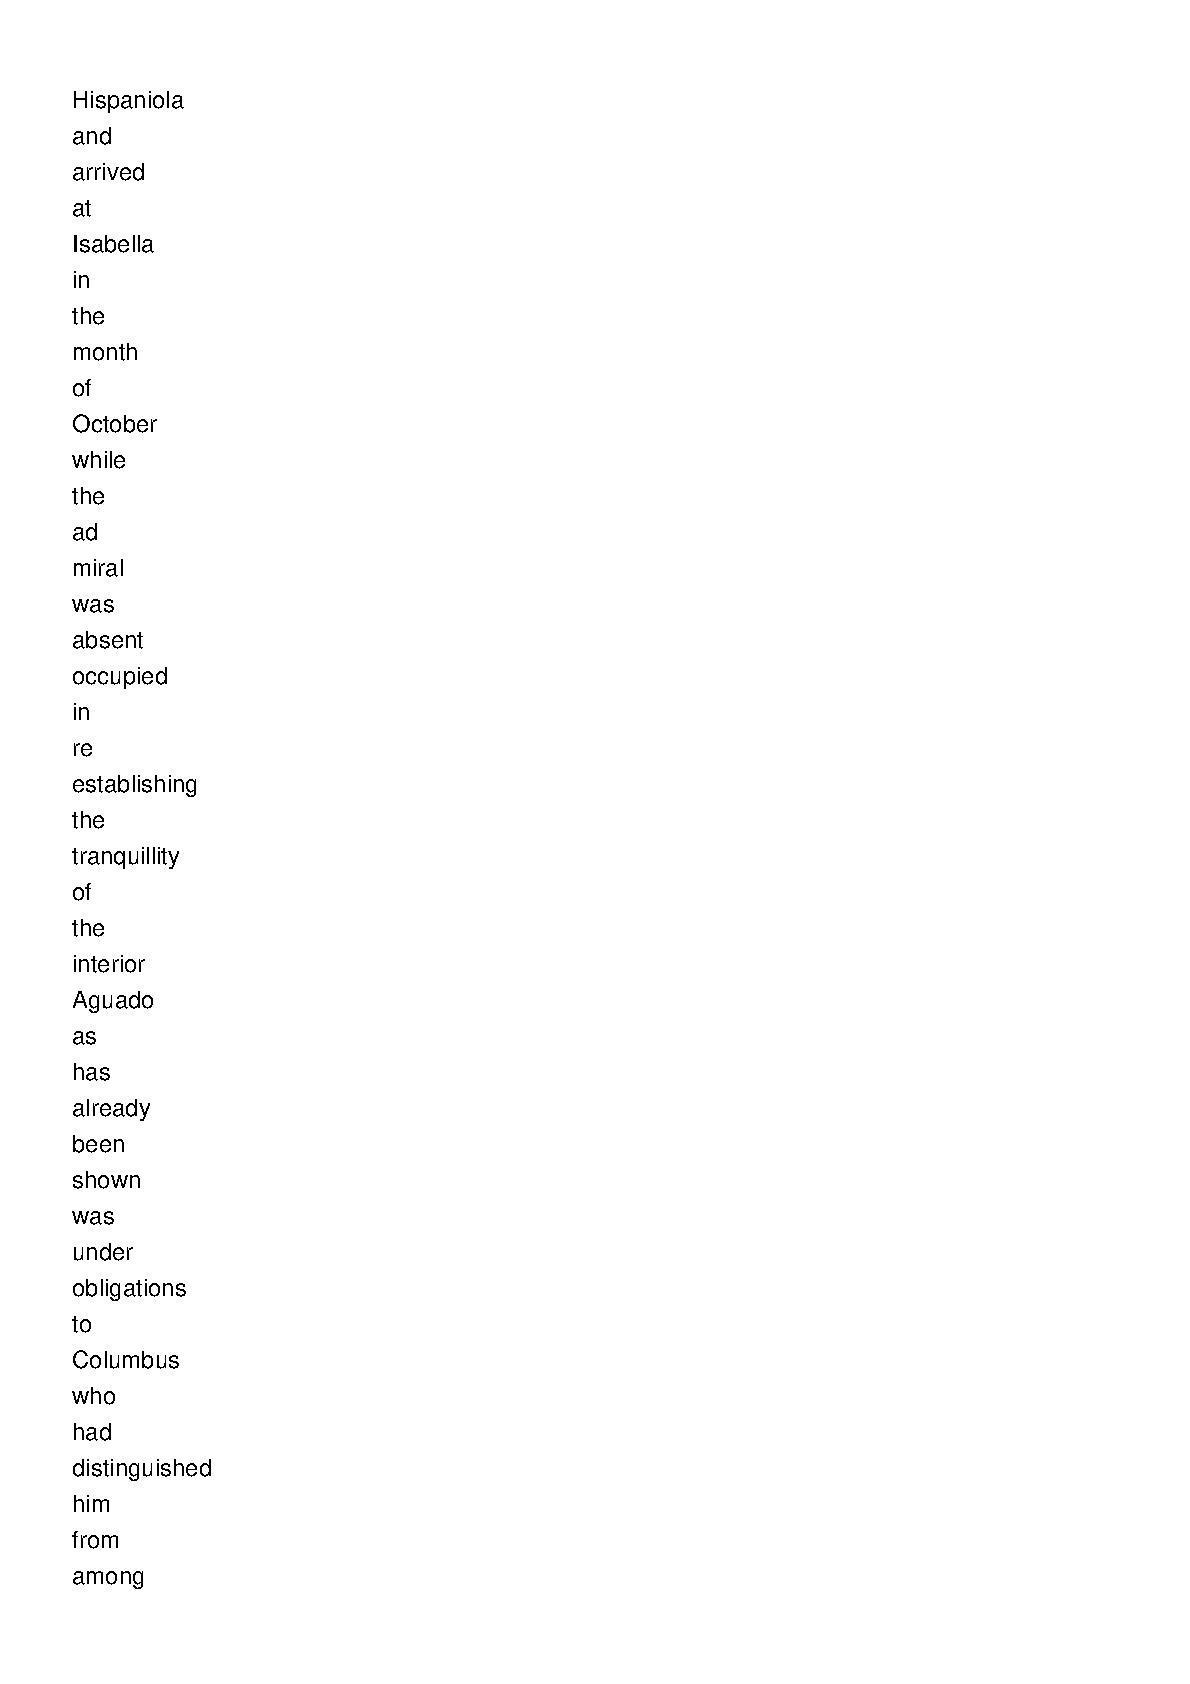 Hispaniola
and
arrived
at
Isabella
in
the
month
of
October
while
the
ad
miral
was
absent
occupied
in
re
establishing
the
tranquillity
of
the
interior
Aguado
as
has
already
been
shown
was
under
obligations
to
Columbus
who
had
distinguished
him
from
among